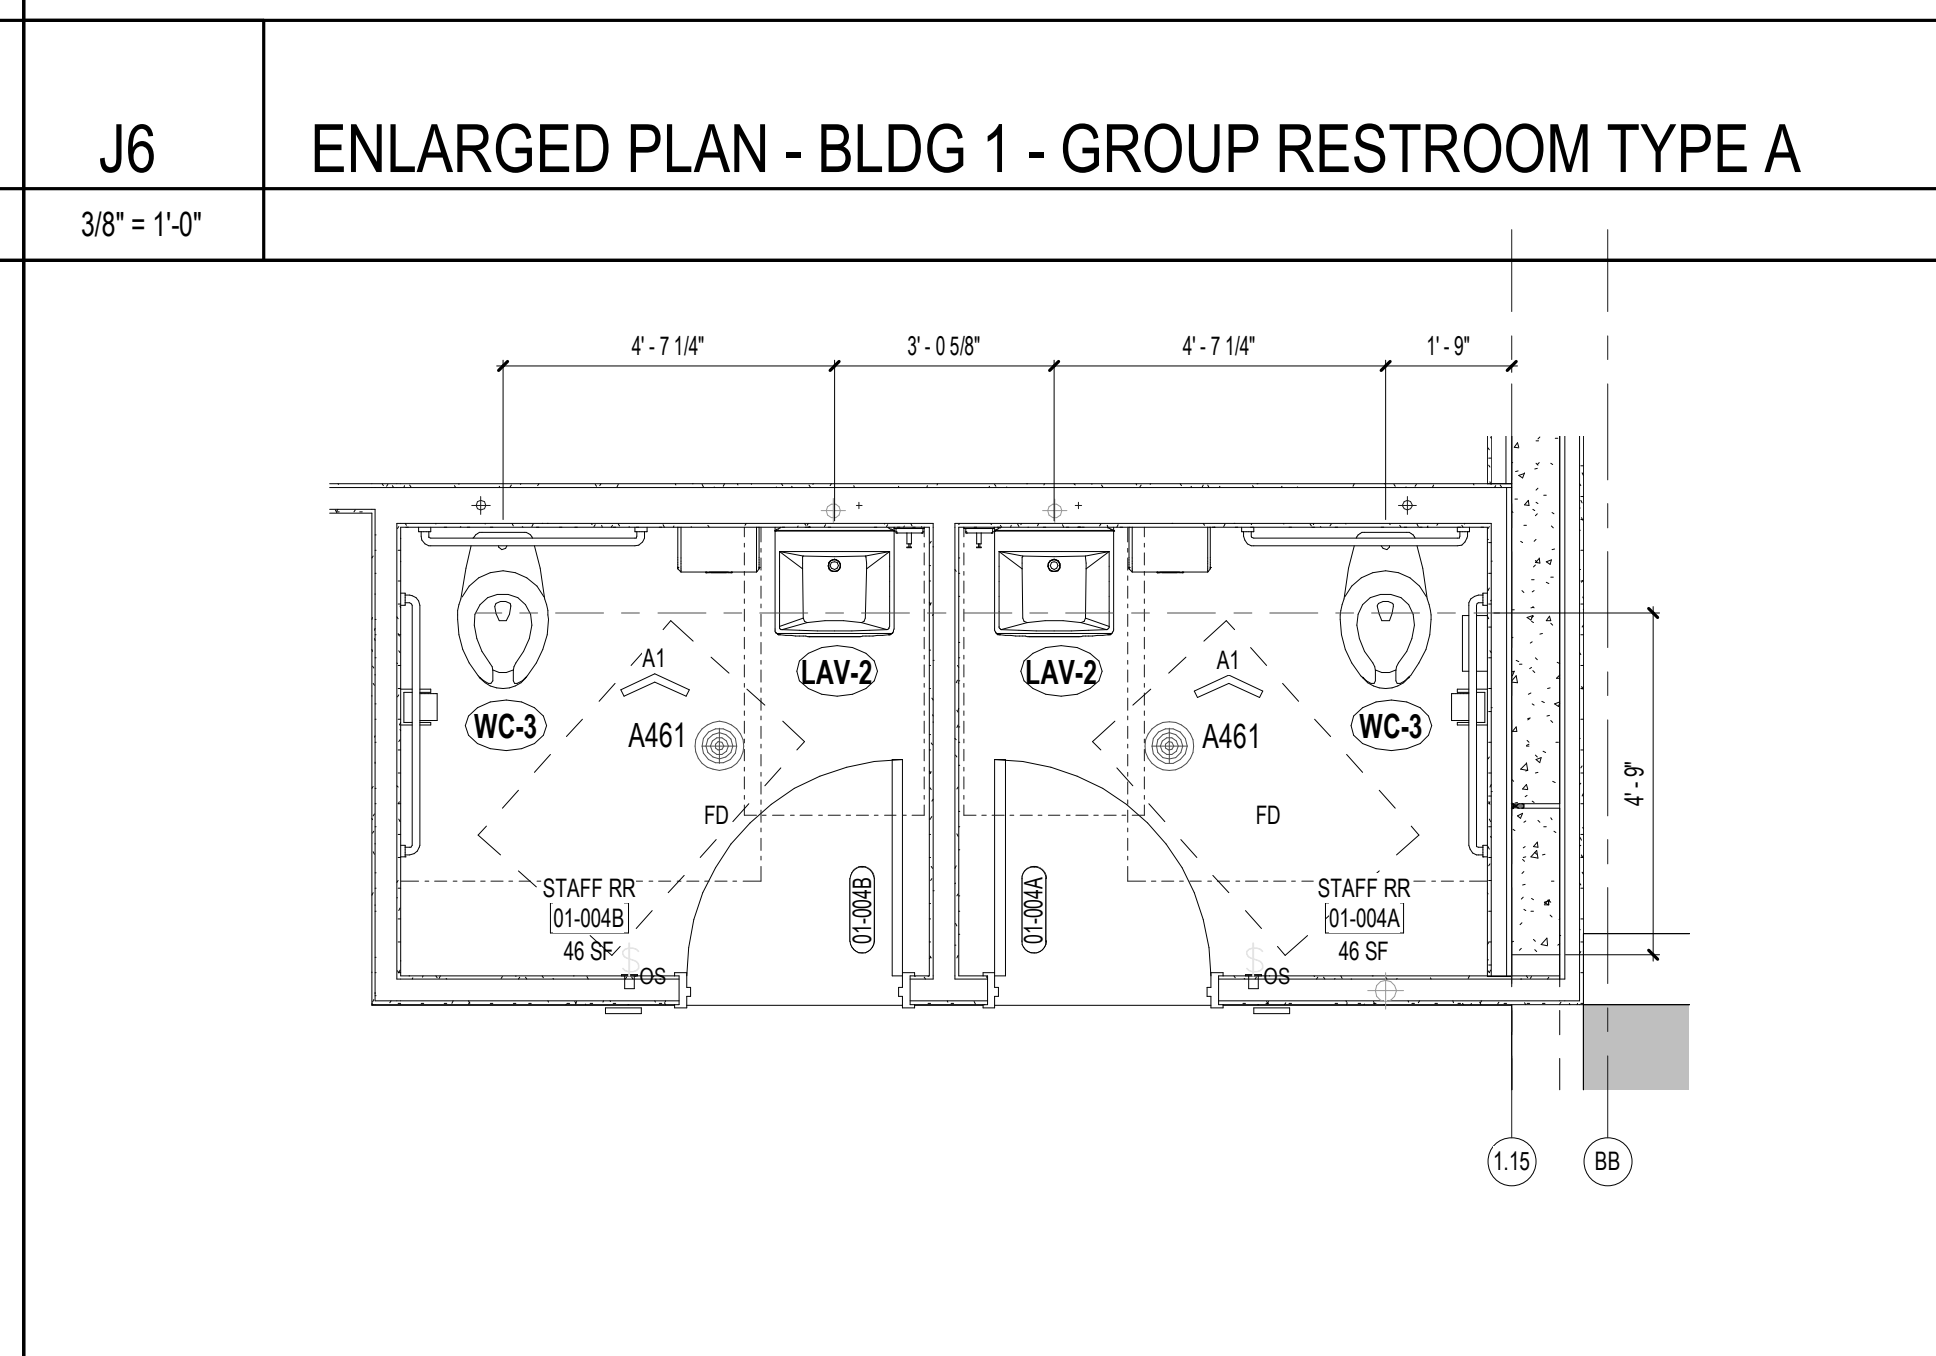 J6
ENLARGED PLAN - BLDG 1 - GROUP RESTROOM TYPE A
3/8" = 1'-0"
4' - 7 1/4"
3' - 0 5/8"
4' - 7 1/4"
1' - 9"
A1
LAV-2
LAV-2
A1
WC-3
A461
A461
WC-3
4' - 9"
FD
FD
STAFF RR
01-004B
46 SF
01-004B
01-004A
STAFF RR
01-004A
46 SF
$
OS
$
OS
1.15
BB